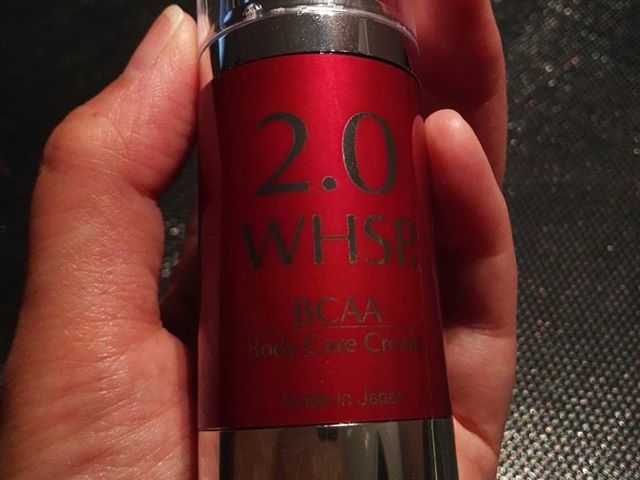 2.0
WHSP.
BCAA
Body Care Cream
Made in Japan